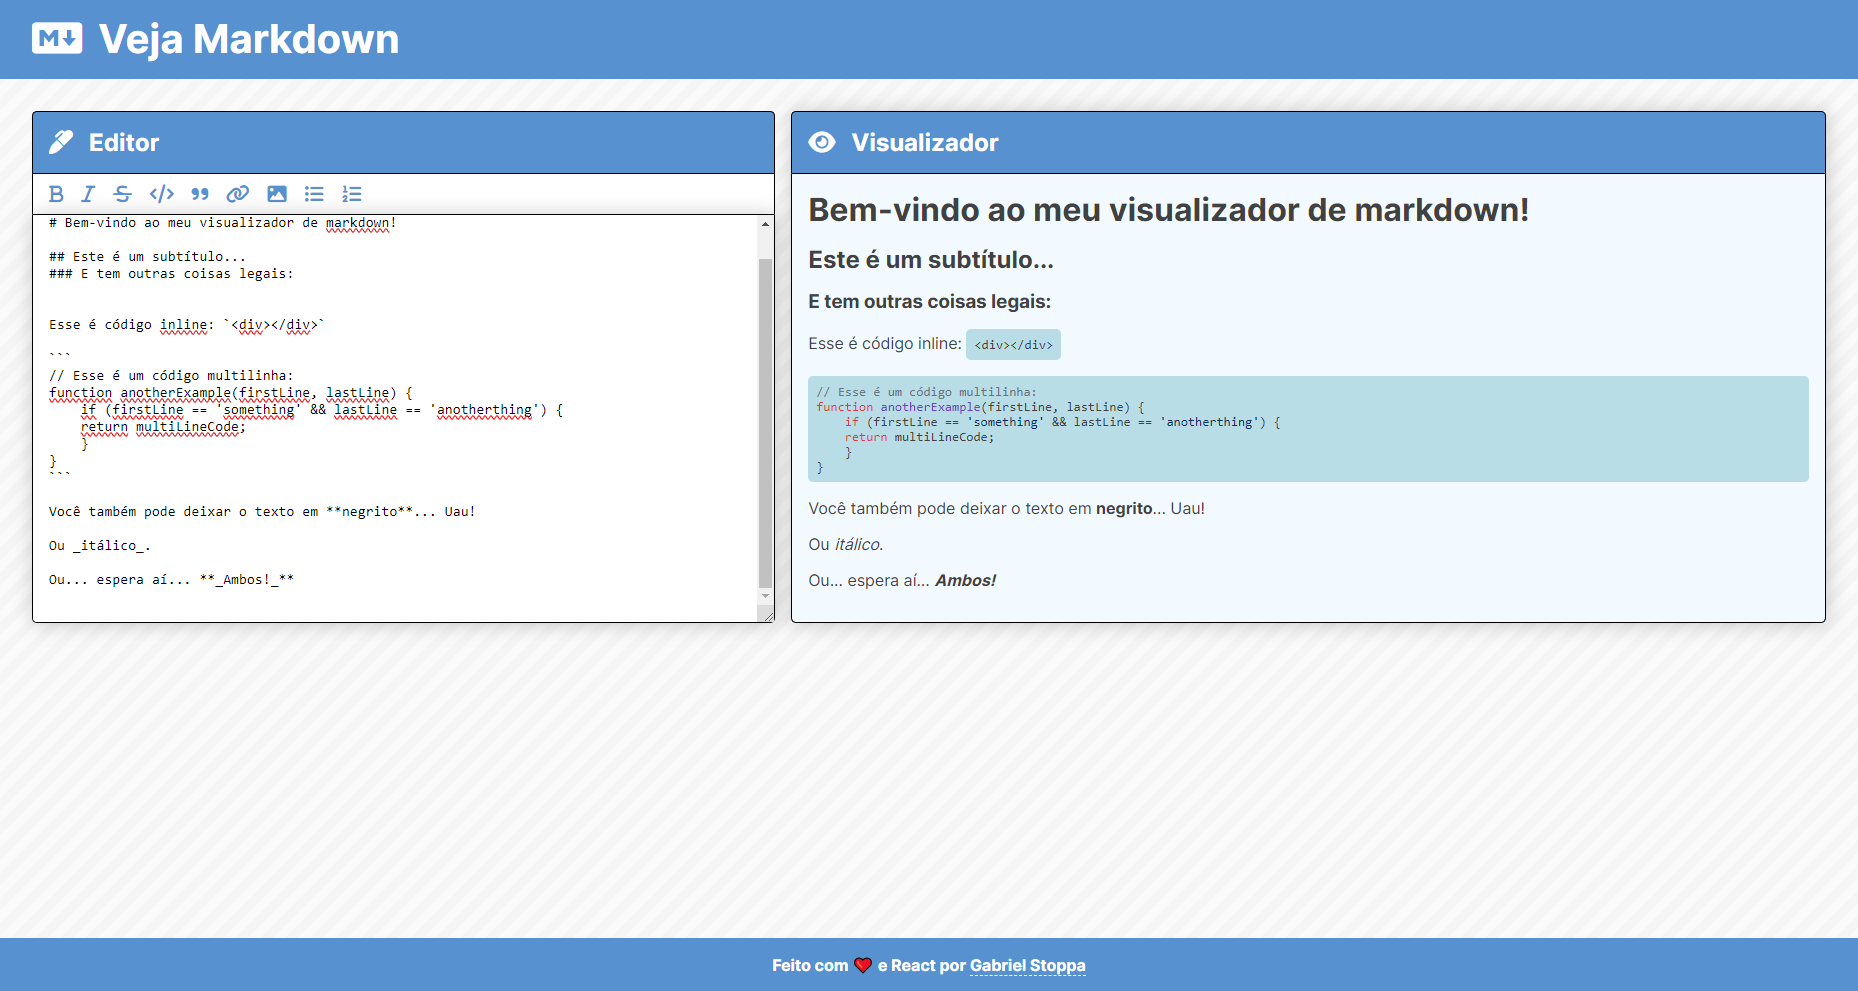 Veja Markdown
Editor
# Bem-vindo ao meu visualizador de markdown!
## Este é um subtítulo...
### E tem outras coisas legais:
Esse é código inline: `<div></div>`
```
// Esse é um código multilinha:
function anotherExample(firstLine, lastLine) {
    if (firstLine == 'something' && lastLine == 'anotherthing') {
    return multiLineCode;
    }
}
```
Você também pode deixar o texto em **negrito**... Uau!
Ou _itálico_.
Ou... espera aí... **_Ambos!_**
Visualizador
Bem-vindo ao meu visualizador de markdown!
Este é um subtítulo...
E tem outras coisas legais:
Esse é código inline: <div></div>
// Esse é um código multilinha:
function anotherExample(firstLine, lastLine) {
    if (firstLine == 'something' && lastLine == 'anotherthing') {
    return multiLineCode;
    }
}
Você também pode deixar o texto em negrito... Uau!
Ou itálico.
Ou... espera aí... Ambos!
Feito com ❤️ e React por Gabriel Stoppa